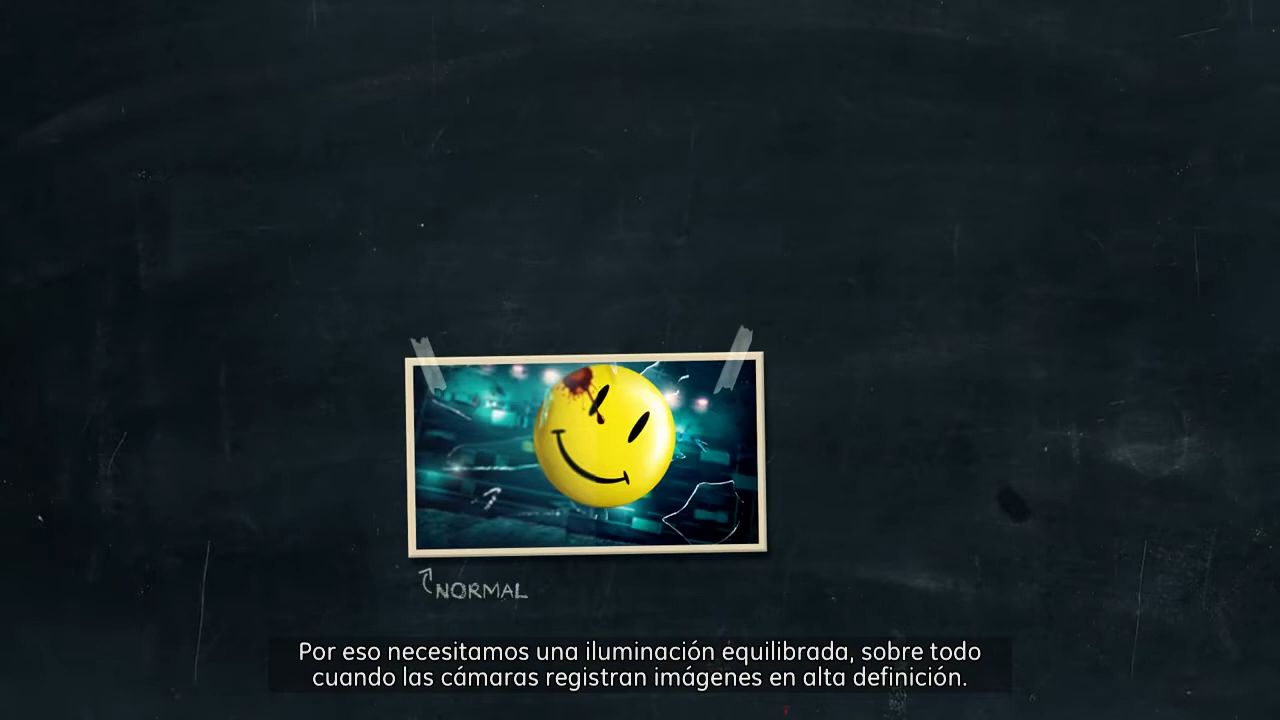 NORMAL
Por eso necesitamos una iluminación equilibrada, sobre todo
cuando las cámaras registran imágenes en alta definición.